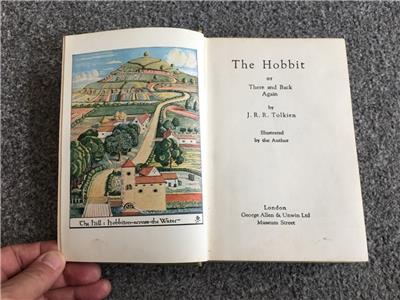 The Hill : Hobbiton-across-the Water
The Hobbit
or
There and Back
Again
by
J. R. R. Tolkien
Illustrated
by the Author
London
George Allen & Unwin Ltd
Museum Street